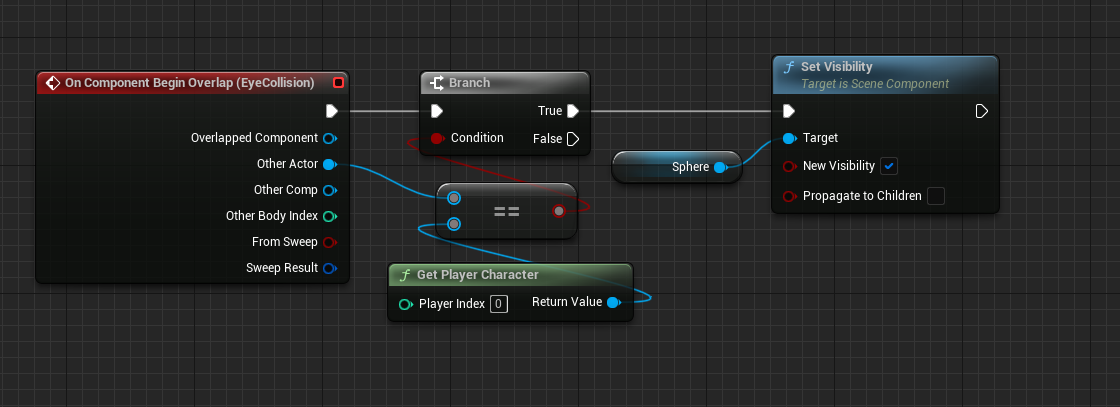 On Component Begin Overlap (EyeCollision)
Overlapped Component
Other Actor
Other Comp
Other Body Index
From Sweep
Sweep Result
Branch
True
Condition
False
==
Get Player Character
Player Index 0
Return Value
Sphere
Set Visibility
Target is Scene Component
Target
New Visibility
Propagate to Children